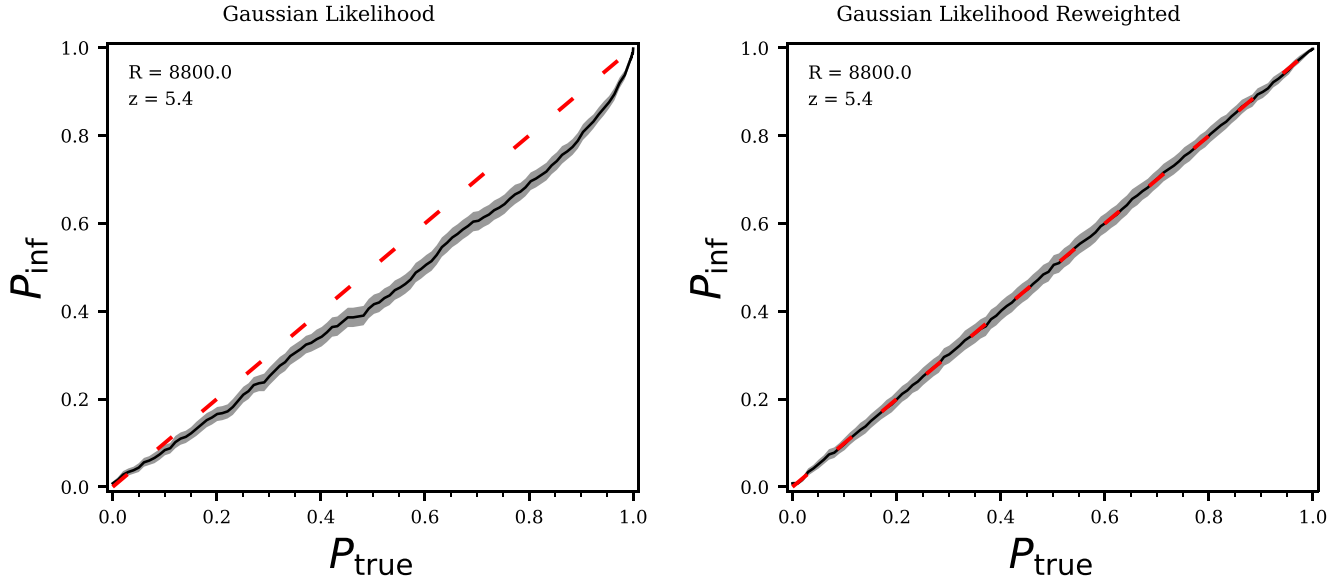 Gaussian Likelihood
R = 8800.0
z = 5.4
1.0
0.8
0.6
0.4
0.2
0.0
P_inf
0.0 0.2 0.4 0.6 0.8 1.0
P_true
Gaussian Likelihood Reweighted
R = 8800.0
z = 5.4
1.0
0.8
0.6
0.4
0.2
0.0
P_inf
0.0 0.2 0.4 0.6 0.8 1.0
P_true